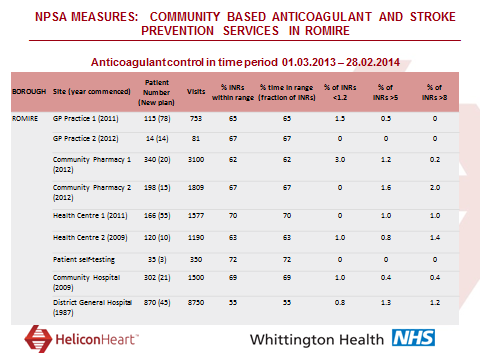 NPSA MEASURES: COMMUNITY BASED ANTICOAGULANT AND STROKE
PREVENTION SERVICES IN ROMIRE
Anticoagulant control in time period 01.03.2013 – 28.02.2014
BOROUGH Site (year commenced) Patient Number (New plan) Visits % INRs within range % time in range (fraction of INRs) % of INRs <1.2 % of INRs >5 % of INRs >8
ROMIRE GP Practice 1 (2011) 115 (78) 753 65 65 1.5 0.5 0
GP Practice 2 (2012) 14 (14) 81 67 67 0 0 0
Community Pharmacy 1 (2012) 340 (20) 3100 62 62 3.0 1.2 0.2
Community Pharmacy 2 (2012) 198 (15) 1809 67 67 0 1.6 2.0
Health Centre 1 (2011) 166 (55) 1577 70 70 0 1.0 1.0
Health Centre 2 (2009) 120 (10) 1190 63 63 1.0 0.8 1.4
Patient self-testing 35 (3) 350 72 72 0 0 0
Community Hospital (2009) 302 (21) 1500 69 69 1.0 0.4 0.4
District General Hospital (1987) 870 (45) 8750 55 55 0.8 1.3 1.2
HeliconHeart™ Whittington Health NHS